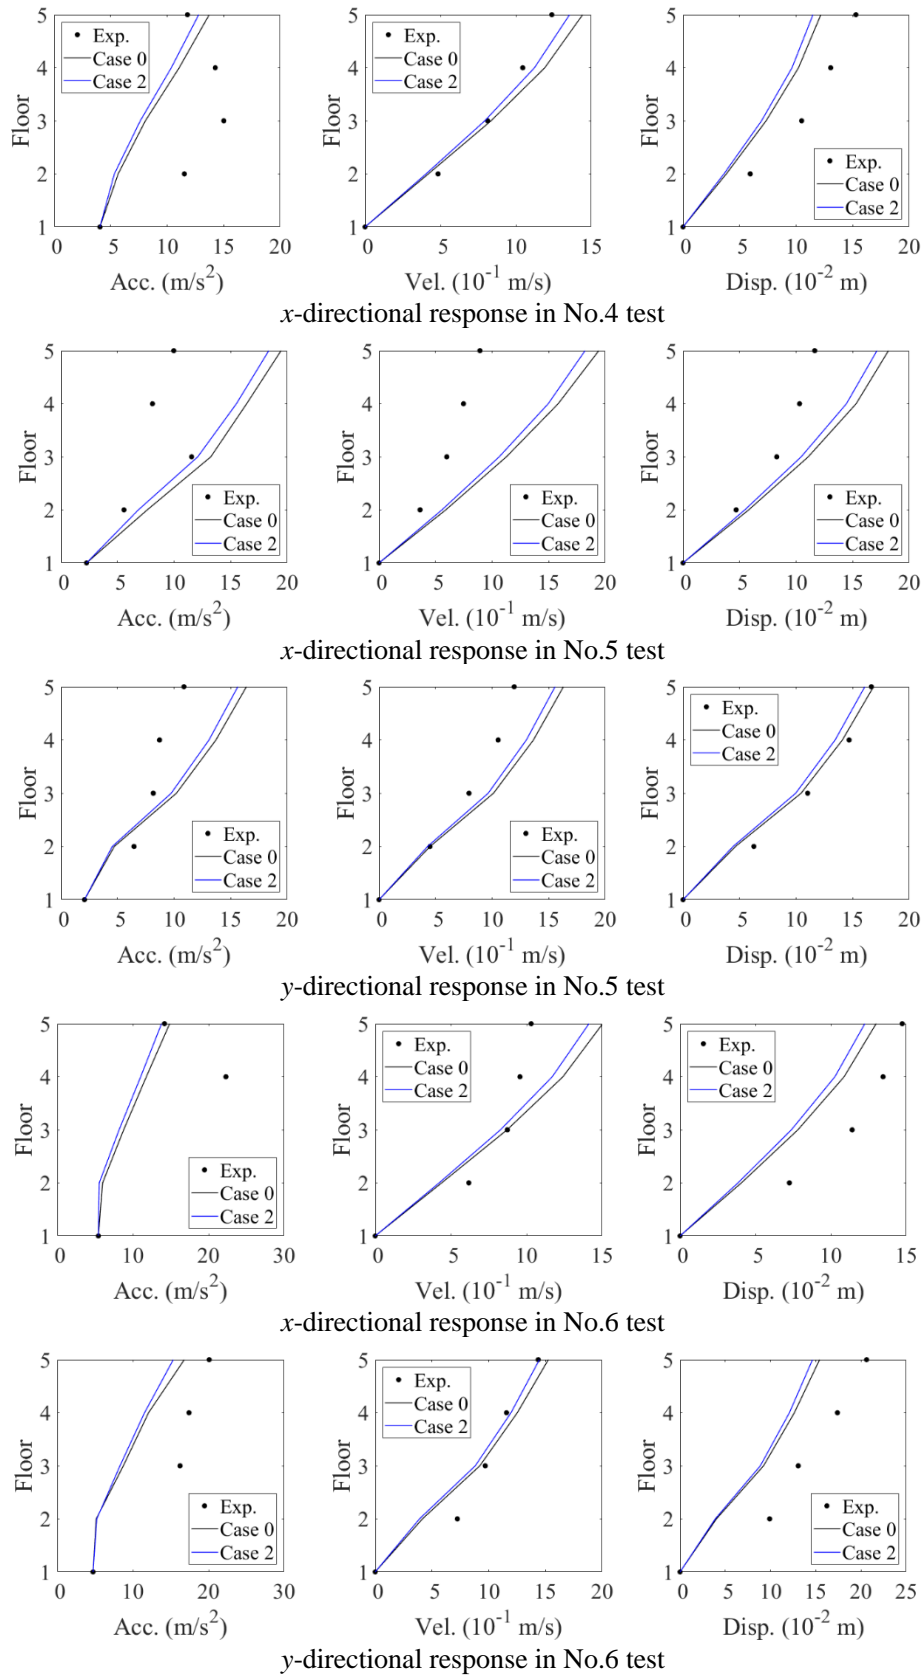 5
4
3
2
1
Floor
Exp.
Case 0
Case 2
0 5 10 15 20
Acc. (m/s2)
5
4
3
2
1
Floor
Exp.
Case 0
Case 2
0 5 10 15
Vel. (10-1 m/s)
5
4
3
2
1
Floor
Exp.
Case 0
Case 2
0 5 10 15 20
Disp. (10-2 m)
x-directional response in No.4 test
5
4
3
2
1
Floor
Exp.
Case 0
Case 2
0 5 10 15 20
Acc. (m/s2)
5
4
3
2
1
Floor
Exp.
Case 0
Case 2
0 5 10 15 20
Vel. (10-1 m/s)
5
4
3
2
1
Floor
Exp.
Case 0
Case 2
0 5 10 15 20
Disp. (10-2 m)
x-directional response in No.5 test
5
4
3
2
1
Floor
Exp.
Case 0
Case 2
0 5 10 15 20
Acc. (m/s2)
5
4
3
2
1
Floor
Exp.
Case 0
Case 2
0 5 10 15 20
Vel. (10-1 m/s)
5
4
3
2
1
Floor
Exp.
Case 0
Case 2
0 5 10 15 20
Disp. (10-2 m)
y-directional response in No.5 test
5
4
3
2
1
Floor
Exp.
Case 0
Case 2
0 10 20 30
Acc. (m/s2)
5
4
3
2
1
Floor
Exp.
Case 0
Case 2
0 5 10 15
Vel. (10-1 m/s)
5
4
3
2
1
Floor
Exp.
Case 0
Case 2
0 5 10 15
Disp. (10-2 m)
x-directional response in No.6 test
5
4
3
2
1
Floor
Exp.
Case 0
Case 2
0 10 20 30
Acc. (m/s2)
5
4
3
2
1
Floor
Exp.
Case 0
Case 2
0 5 10 15 20
Vel. (10-1 m/s)
5
4
3
2
1
Floor
Exp.
Case 0
Case 2
0 5 10 15 20 25
Disp. (10-2 m)
y-directional response in No.6 test